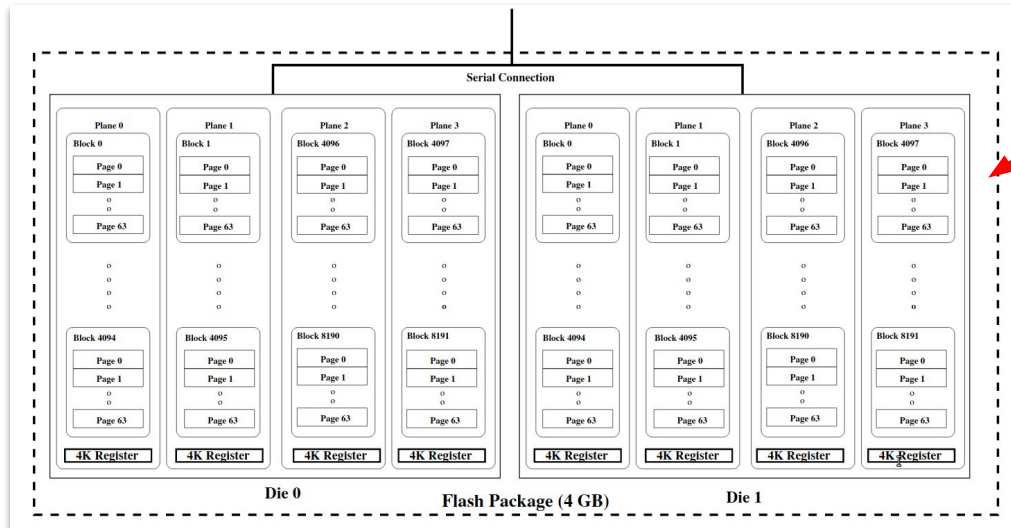 Serial Connection
Plane 0 Plane 1 Plane 2 Plane 3 Plane 0 Plane 1 Plane 2 Plane 3
Block 0 Block 1 Block 4096 Block 4097 Block 0 Block 1 Block 4096 Block 4097
Page 0 Page 0 Page 0 Page 0 Page 0 Page 0 Page 0 Page 0
Page 1 Page 1 Page 1 Page 1 Page 1 Page 1 Page 1 Page 1
Page 63 Page 63 Page 63 Page 63 Page 63 Page 63 Page 63 Page 63
Block 4094 Block 4095 Block 8190 Block 8191 Block 4094 Block 4095 Block 8190 Block 8191
Page 0 Page 0 Page 0 Page 0 Page 0 Page 0 Page 0 Page 0
Page 1 Page 1 Page 1 Page 1 Page 1 Page 1 Page 1 Page 1
Page 63 Page 63 Page 63 Page 63 Page 63 Page 63 Page 63 Page 63
4K Register 4K Register 4K Register 4K Register 4K Register 4K Register 4K Register 4K Register
Die 0 Flash Package (4 GB) Die 1